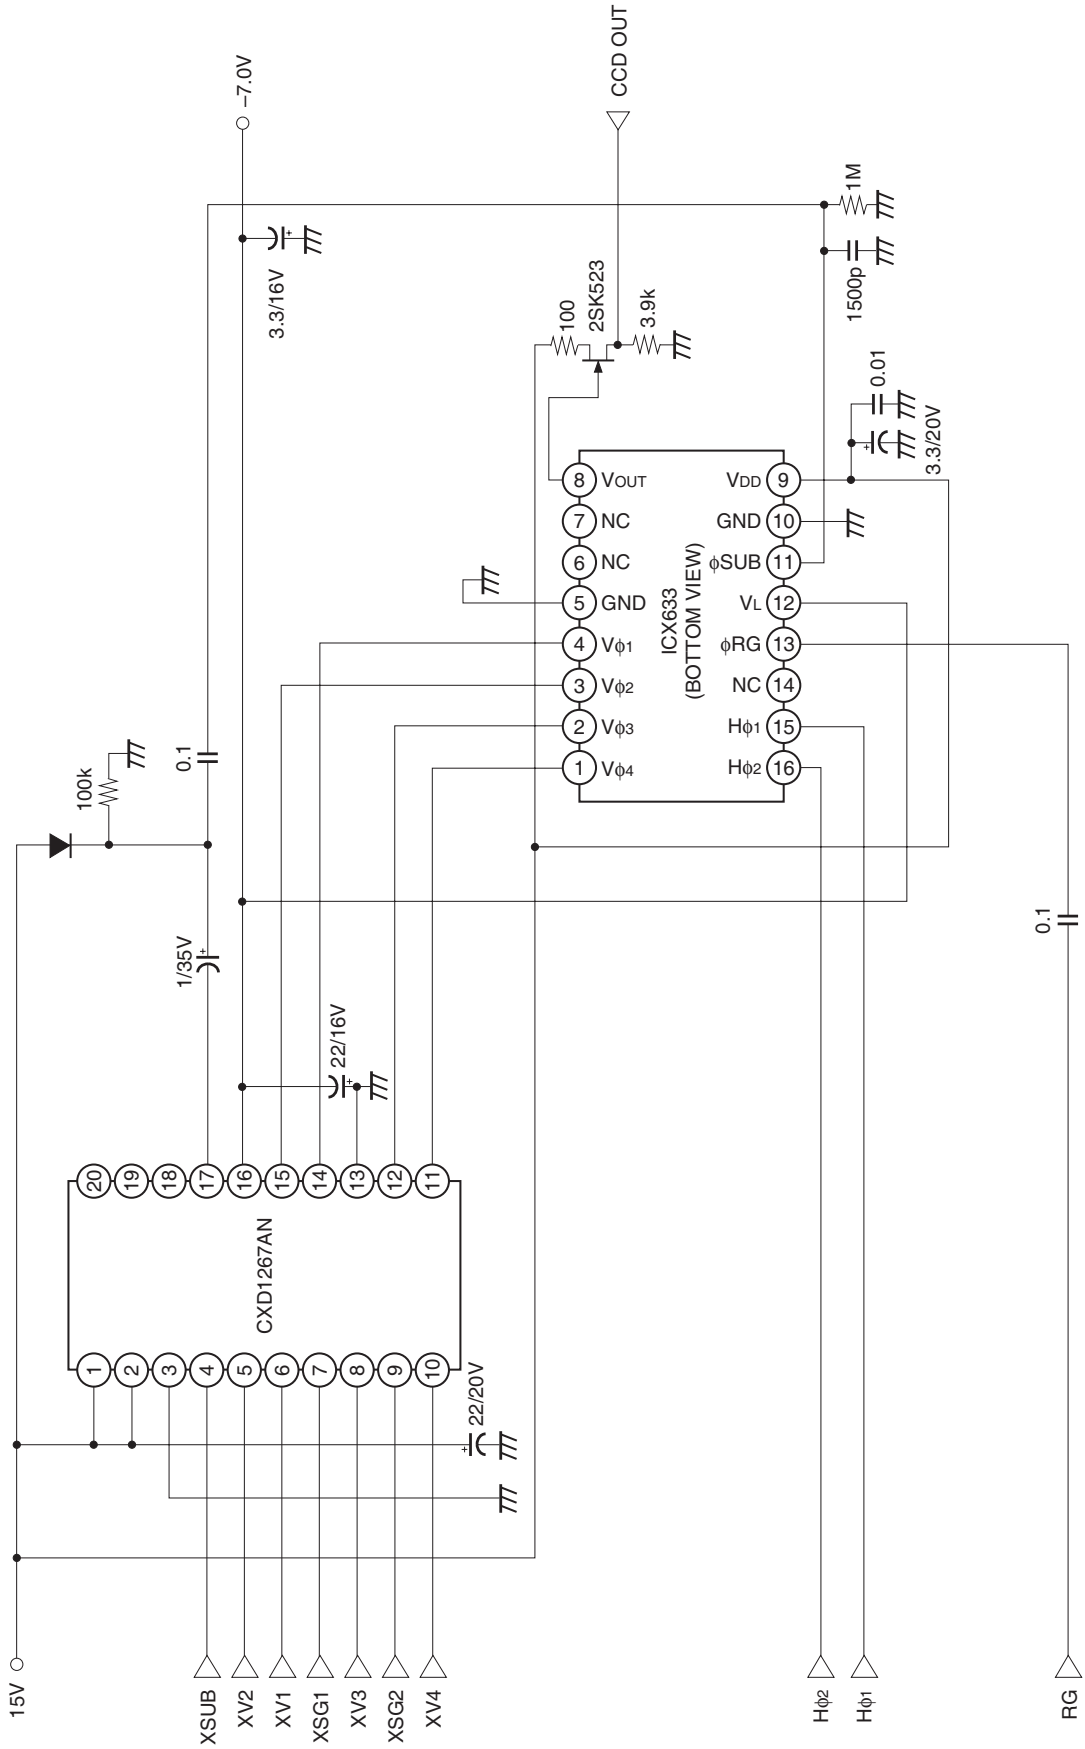 15V
XSUB
XV2
XV1
XSG1
XV3
XSG2
XV4
Hϕ2
Hϕ1
RG
22/20V
1
2
3
4
5
6
7
8
9
10
CXD1267AN
20
19
18
17
16
15
14
13
12
11
22/16V
+
1/35V
+
100k
0.1
0.1
3.3/16V
+
−7.0V
1 Vϕ4
2 Vϕ3
3 Vϕ2
4 Vϕ1
5 GND
6 NC
7 NC
8 VOUT
ICX633
(BOTTOM VIEW)
Hϕ2 16
Hϕ1 15
NC 14
ϕRG 13
VL 12
ϕSUB 11
GND 10
VDD 9
100
2SK523
3.9k
CCD OUT
3.3/20V
+
0.01
1500p
1M
+